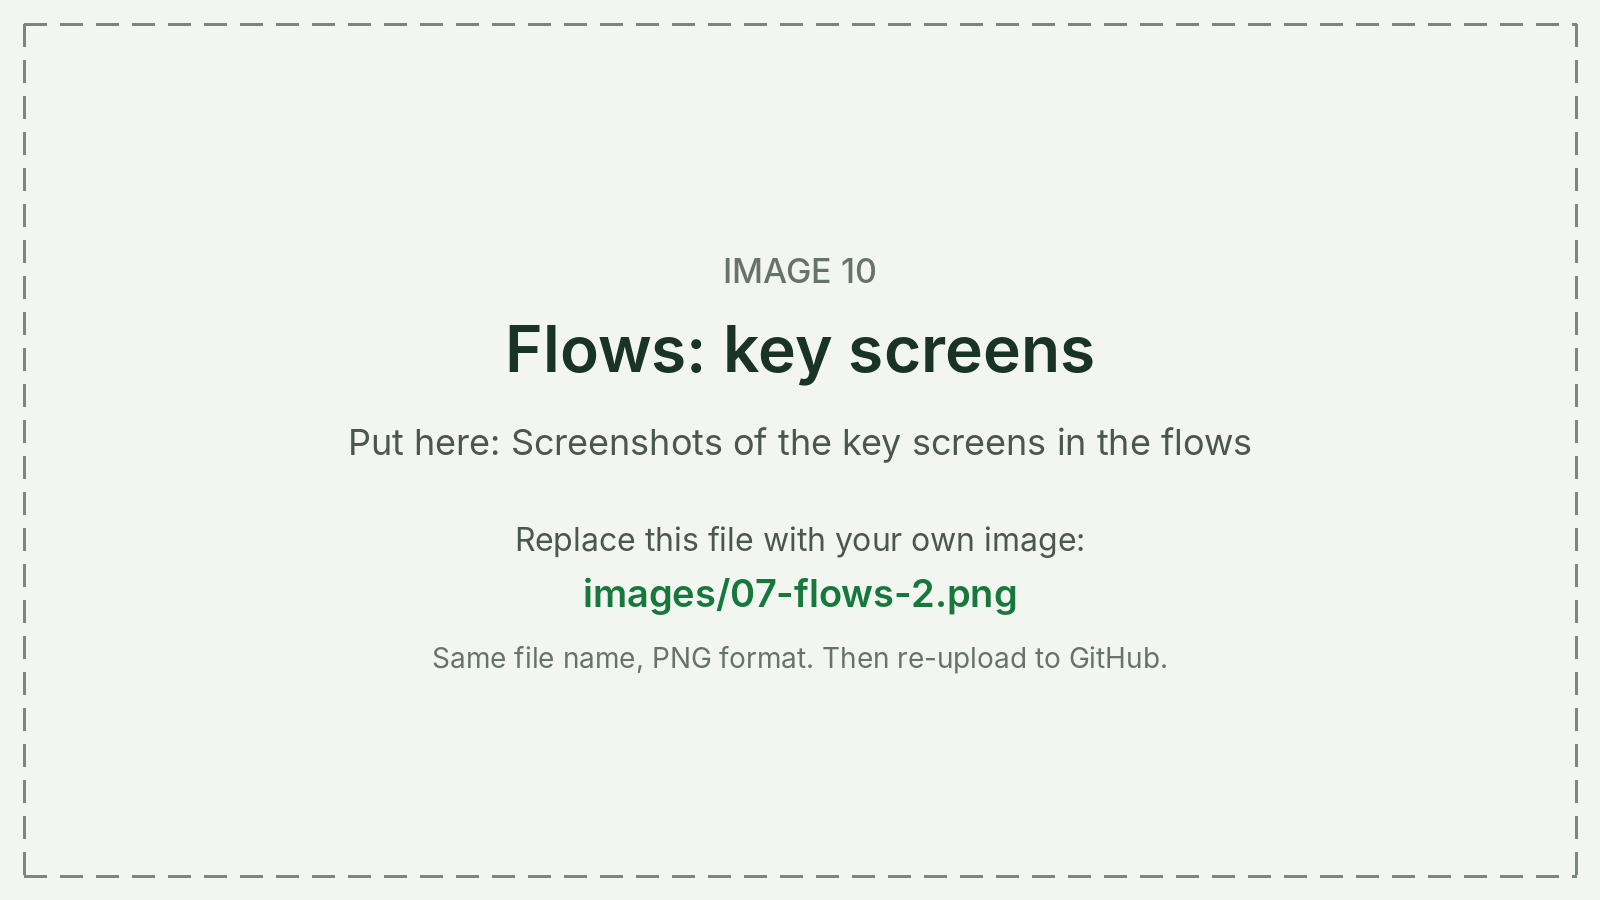 IMAGE 10
Flows: key screens
Put here: Screenshots of the key screens in the flows
Replace this file with your own image:
images/07-flows-2.png
Same file name, PNG format. Then re-upload to GitHub.